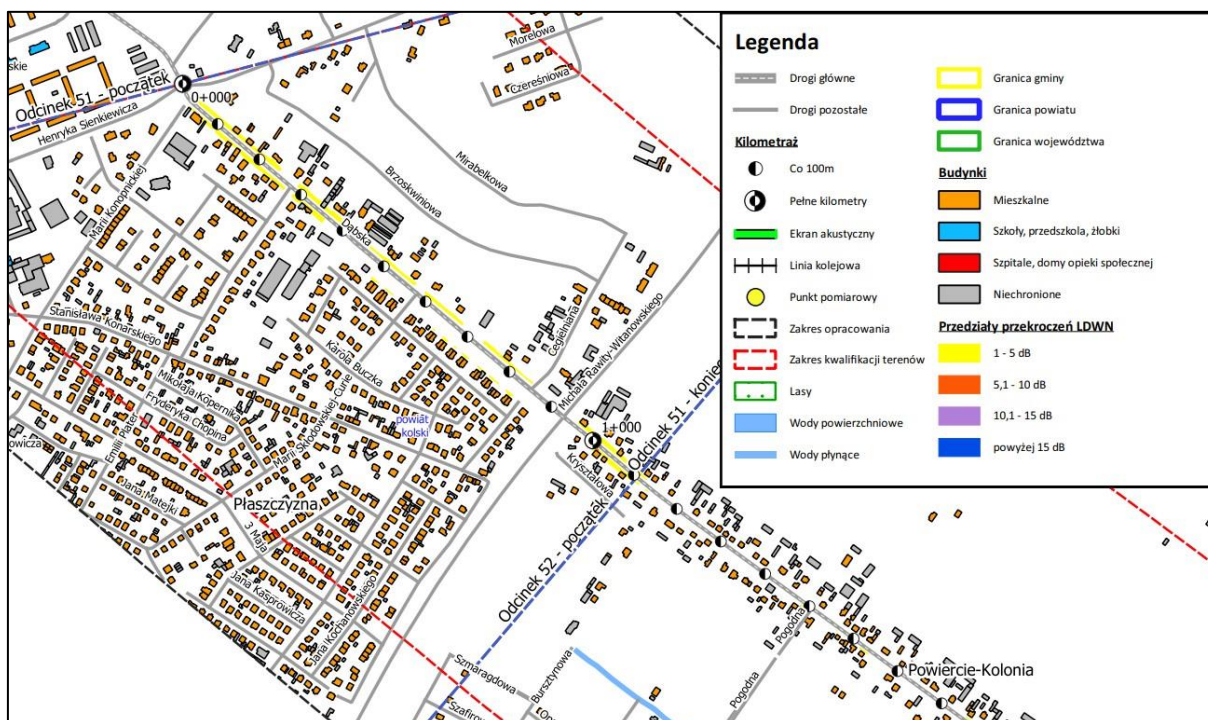 skie
Odcinek 51 - początek
0+000
Henryka Sienkiewicza
Morelowa
Czereśniowa
Mirabelkowa
Brzoskwiniowa
Marii Konopnickiej
Dąbska
Stanisława Konarskiego
Karola Buczka
Cegielniana
Michała Rawity-Witanowskiego
Mikołaja Kopernika
Fryderyka Chopina
Marii Skłodowskiej-Curie
powiat
kolski
1+000
Odcinek 51 - Koniec
Emilii Plater
Kryształowa
Jana Matejki
Płaszczyzna
3 Maja
Odcinek 52 - początek
Jana Kasprowicza
Jana Kochanowskiego
Pogodna
Powiercie-Kolonia
Szmaragdowa
Bursztynowa
Pogodna
Legenda
Drogi główne
Drogi pozostałe
Kilometraż
Co 100m
Pełne kilometry
Ekran akustyczny
Linia kolejowa
Punkt pomiarowy
Zakres opracowania
Zakres kwalifikacji terenów
Lasy
Wody powierzchniowe
Wody płynące
Granica gminy
Granica powiatu
Granica województwa
Budynki
Mieszkalne
Szkoły, przedszkola, żłobki
Szpitale, domy opieki społecznej
Niechronione
Przedziały przekroczeń LDWN
1 - 5 dB
5,1 - 10 dB
10,1 - 15 dB
powyżej 15 dB